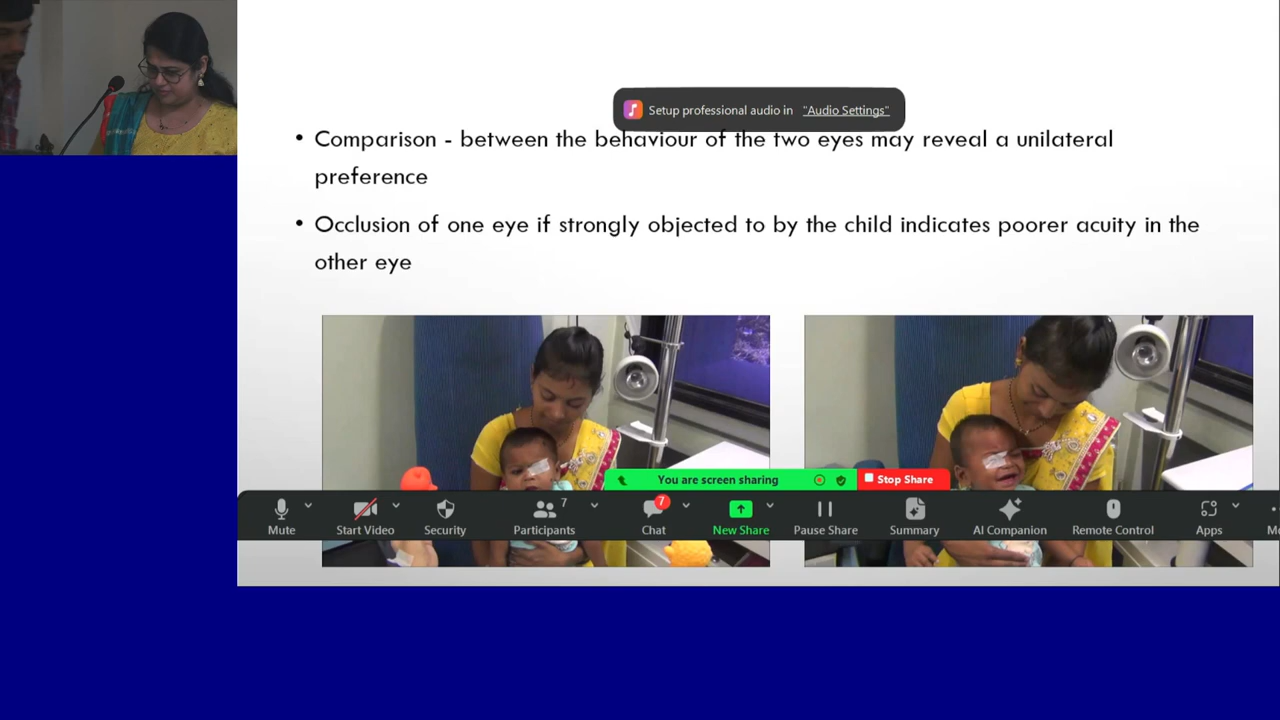 Setup professional audio in "Audio Settings"
• Comparison - between the behaviour of the two eyes may reveal a unilateral
preference
• Occlusion of one eye if strongly objected to by the child indicates poorer acuity in the
other eye
You are screen sharing Stop Share
7 7
Mute Start Video Security Participants Chat New Share Pause Share Summary AI Companion Remote Control Apps